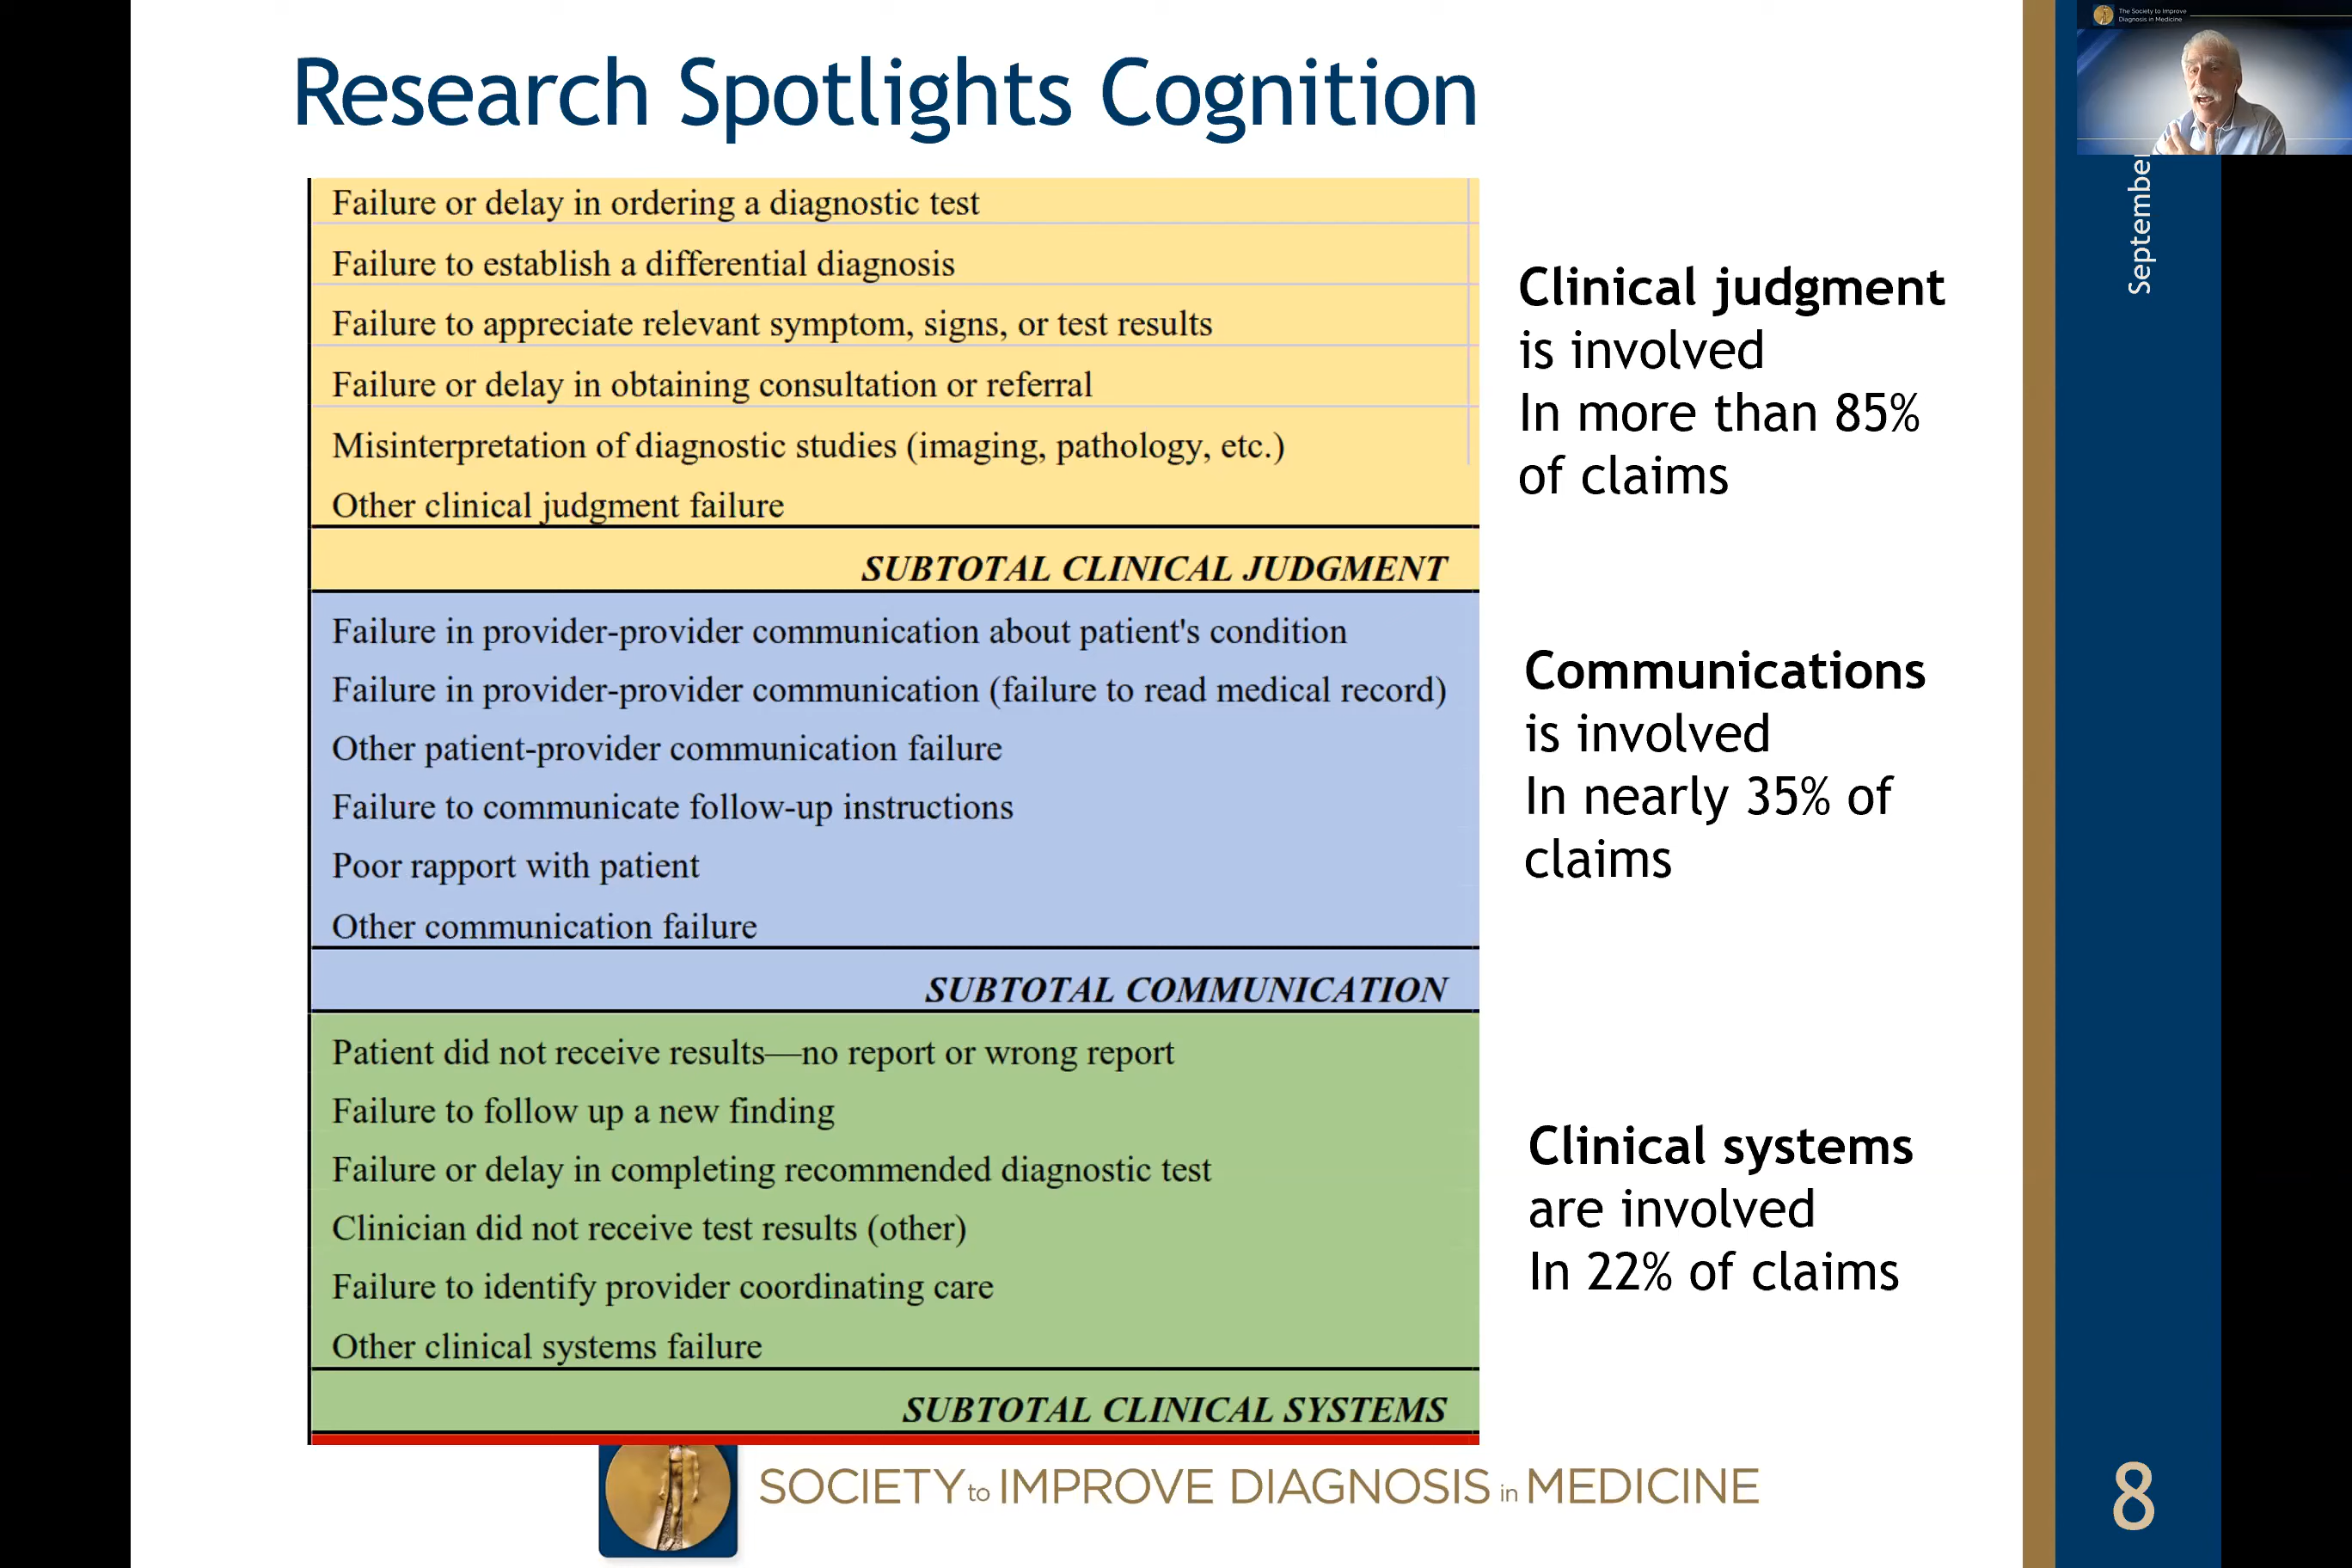 Research Spotlights Cognition
Failure or delay in ordering a diagnostic test
Failure to establish a differential diagnosis
Failure to appreciate relevant symptom, signs, or test results
Failure or delay in obtaining consultation or referral
Misinterpretation of diagnostic studies (imaging, pathology, etc.)
Other clinical judgment failure
SUBTOTAL CLINICAL JUDGMENT
Failure in provider-provider communication about patient's condition
Failure in provider-provider communication (failure to read medical record)
Other patient-provider communication failure
Failure to communicate follow-up instructions
Poor rapport with patient
Other communication failure
SUBTOTAL COMMUNICATION
Patient did not receive results—no report or wrong report
Failure to follow up a new finding
Failure or delay in completing recommended diagnostic test
Clinician did not receive test results (other)
Failure to identify provider coordinating care
Other clinical systems failure
SUBTOTAL CLINICAL SYSTEMS
Clinical judgment
is involved
In more than 85%
of claims
Communications
is involved
In nearly 35% of
claims
Clinical systems
are involved
In 22% of claims
SOCIETY to IMPROVE DIAGNOSIS in MEDICINE
The Society to Improve
Diagnosis in Medicine
September
8